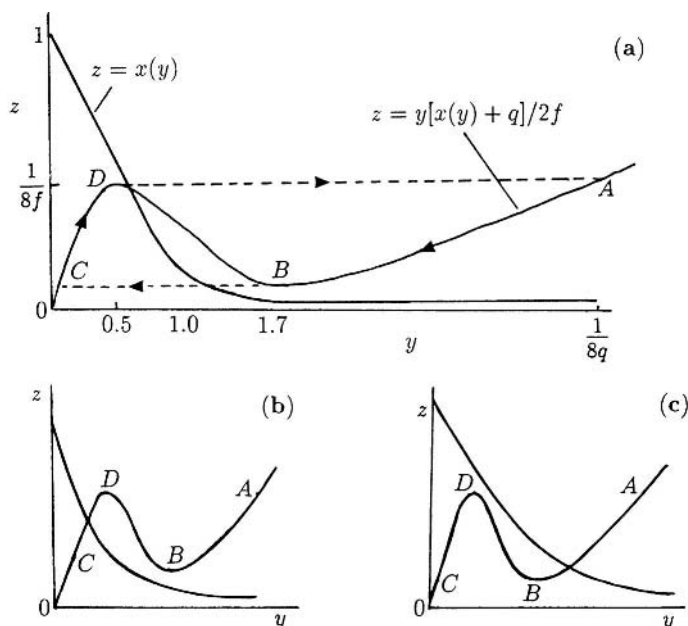 1
(a)
z = x(y)
z = y[x(y) + q]/2f
z
1/8f
D
A
C
B
0
0.5
1.0
1.7
y
1/8q
z
(b)
D
A
C
B
0
y
z
(c)
D
A
C
B
0
y